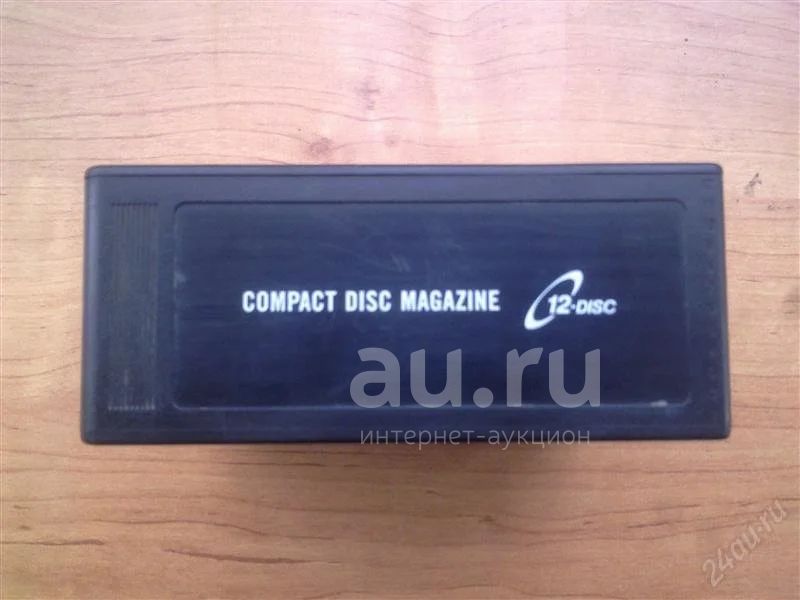 COMPACT DISC MAGAZINE
12-DISC
au.ru
интернет-аукцион
24au.ru